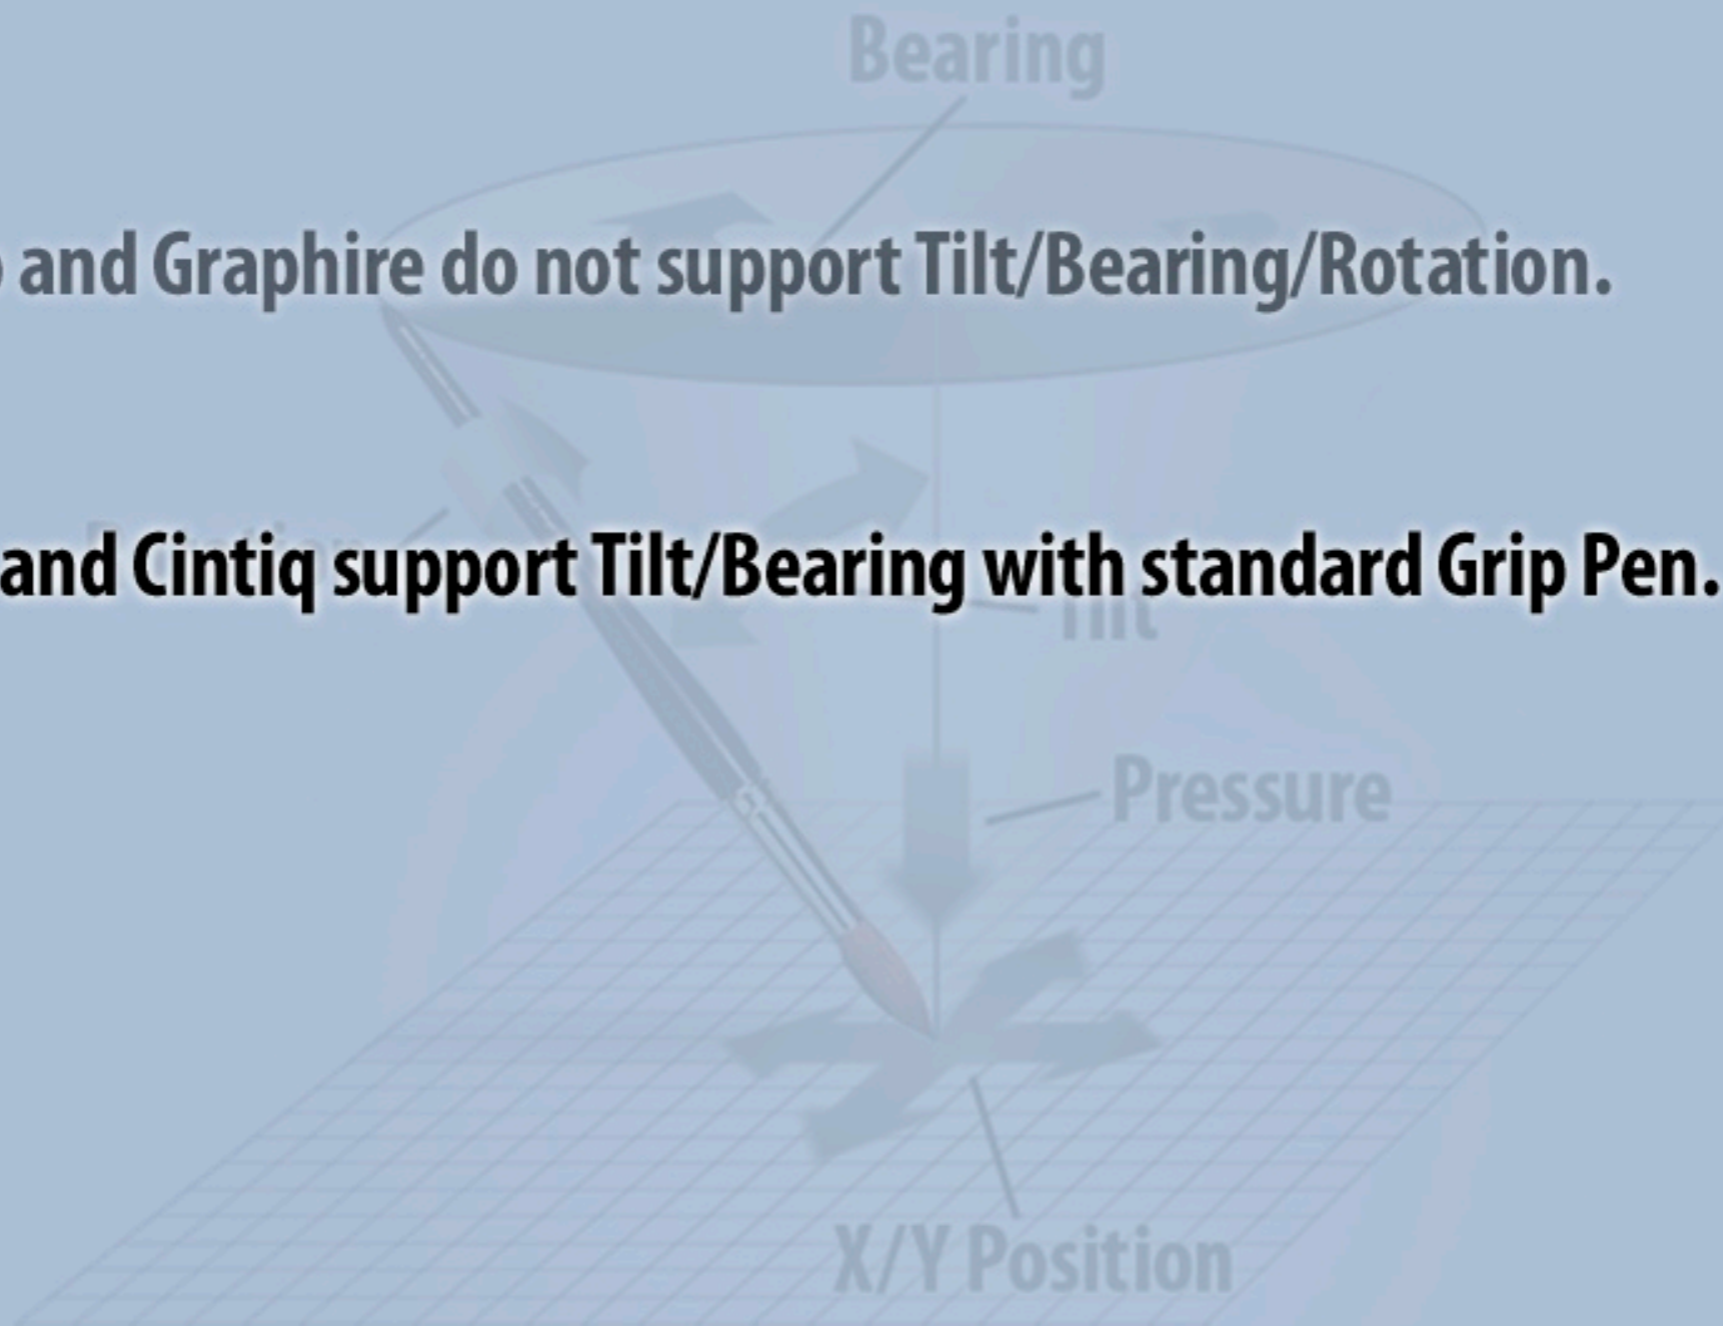 Bearing
and Graphire do not support Tilt/Bearing/Rotation.
and Cintiq support Tilt/Bearing with standard Grip Pen.
Tilt
Pressure
X/Y Position